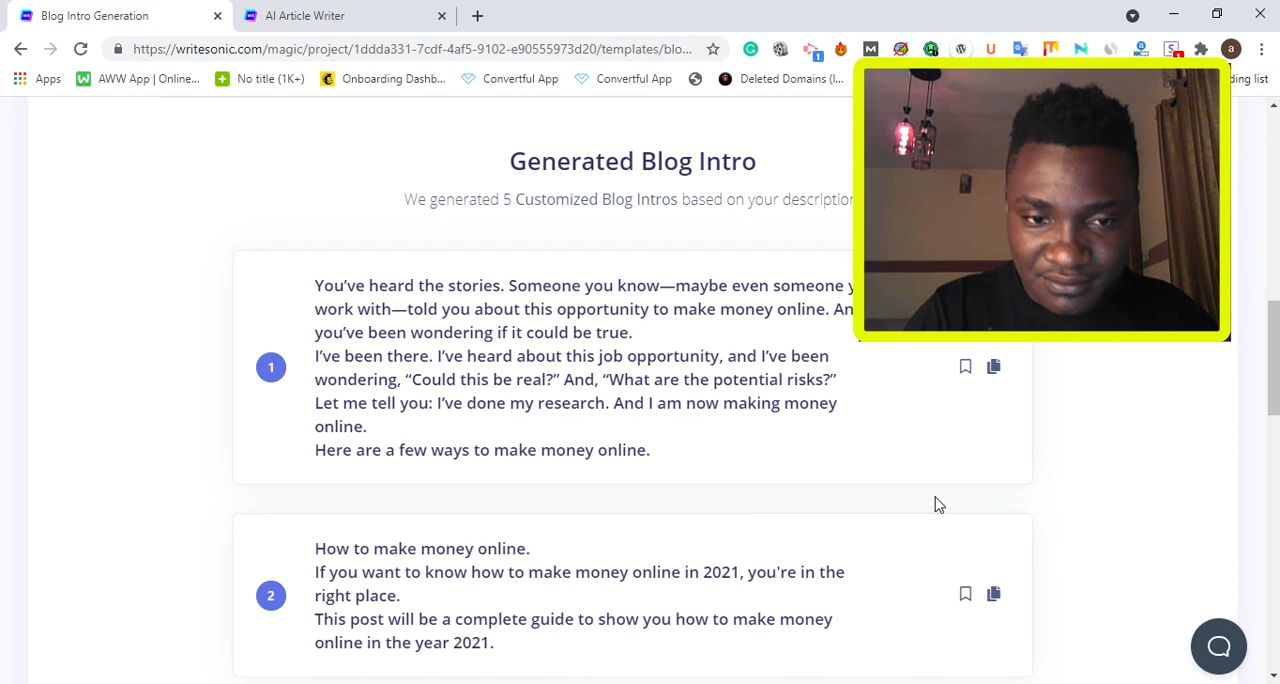 Blog Intro Generation
AI Article Writer
https://writesonic.com/magic/project/1ddda331-7cdf-4af5-9102-e90555973d20/templates/blo...
1
1
a
Apps
AWW App | Online...
No title (1K+)
Onboarding Dashb...
Convertful App
Convertful App
Deleted Domains (l...
ding list
Generated Blog Intro
We generated 5 Customized Blog Intros based on your description
1
You’ve heard the stories. Someone you know—maybe even someone y
work with—told you about this opportunity to make money online. An
you’ve been wondering if it could be true.
I’ve been there. I’ve heard about this job opportunity, and I’ve been
wondering, “Could this be real?” And, “What are the potential risks?”
Let me tell you: I’ve done my research. And I am now making money
online.
Here are a few ways to make money online.
2
How to make money online.
If you want to know how to make money online in 2021, you're in the
right place.
This post will be a complete guide to show you how to make money
online in the year 2021.